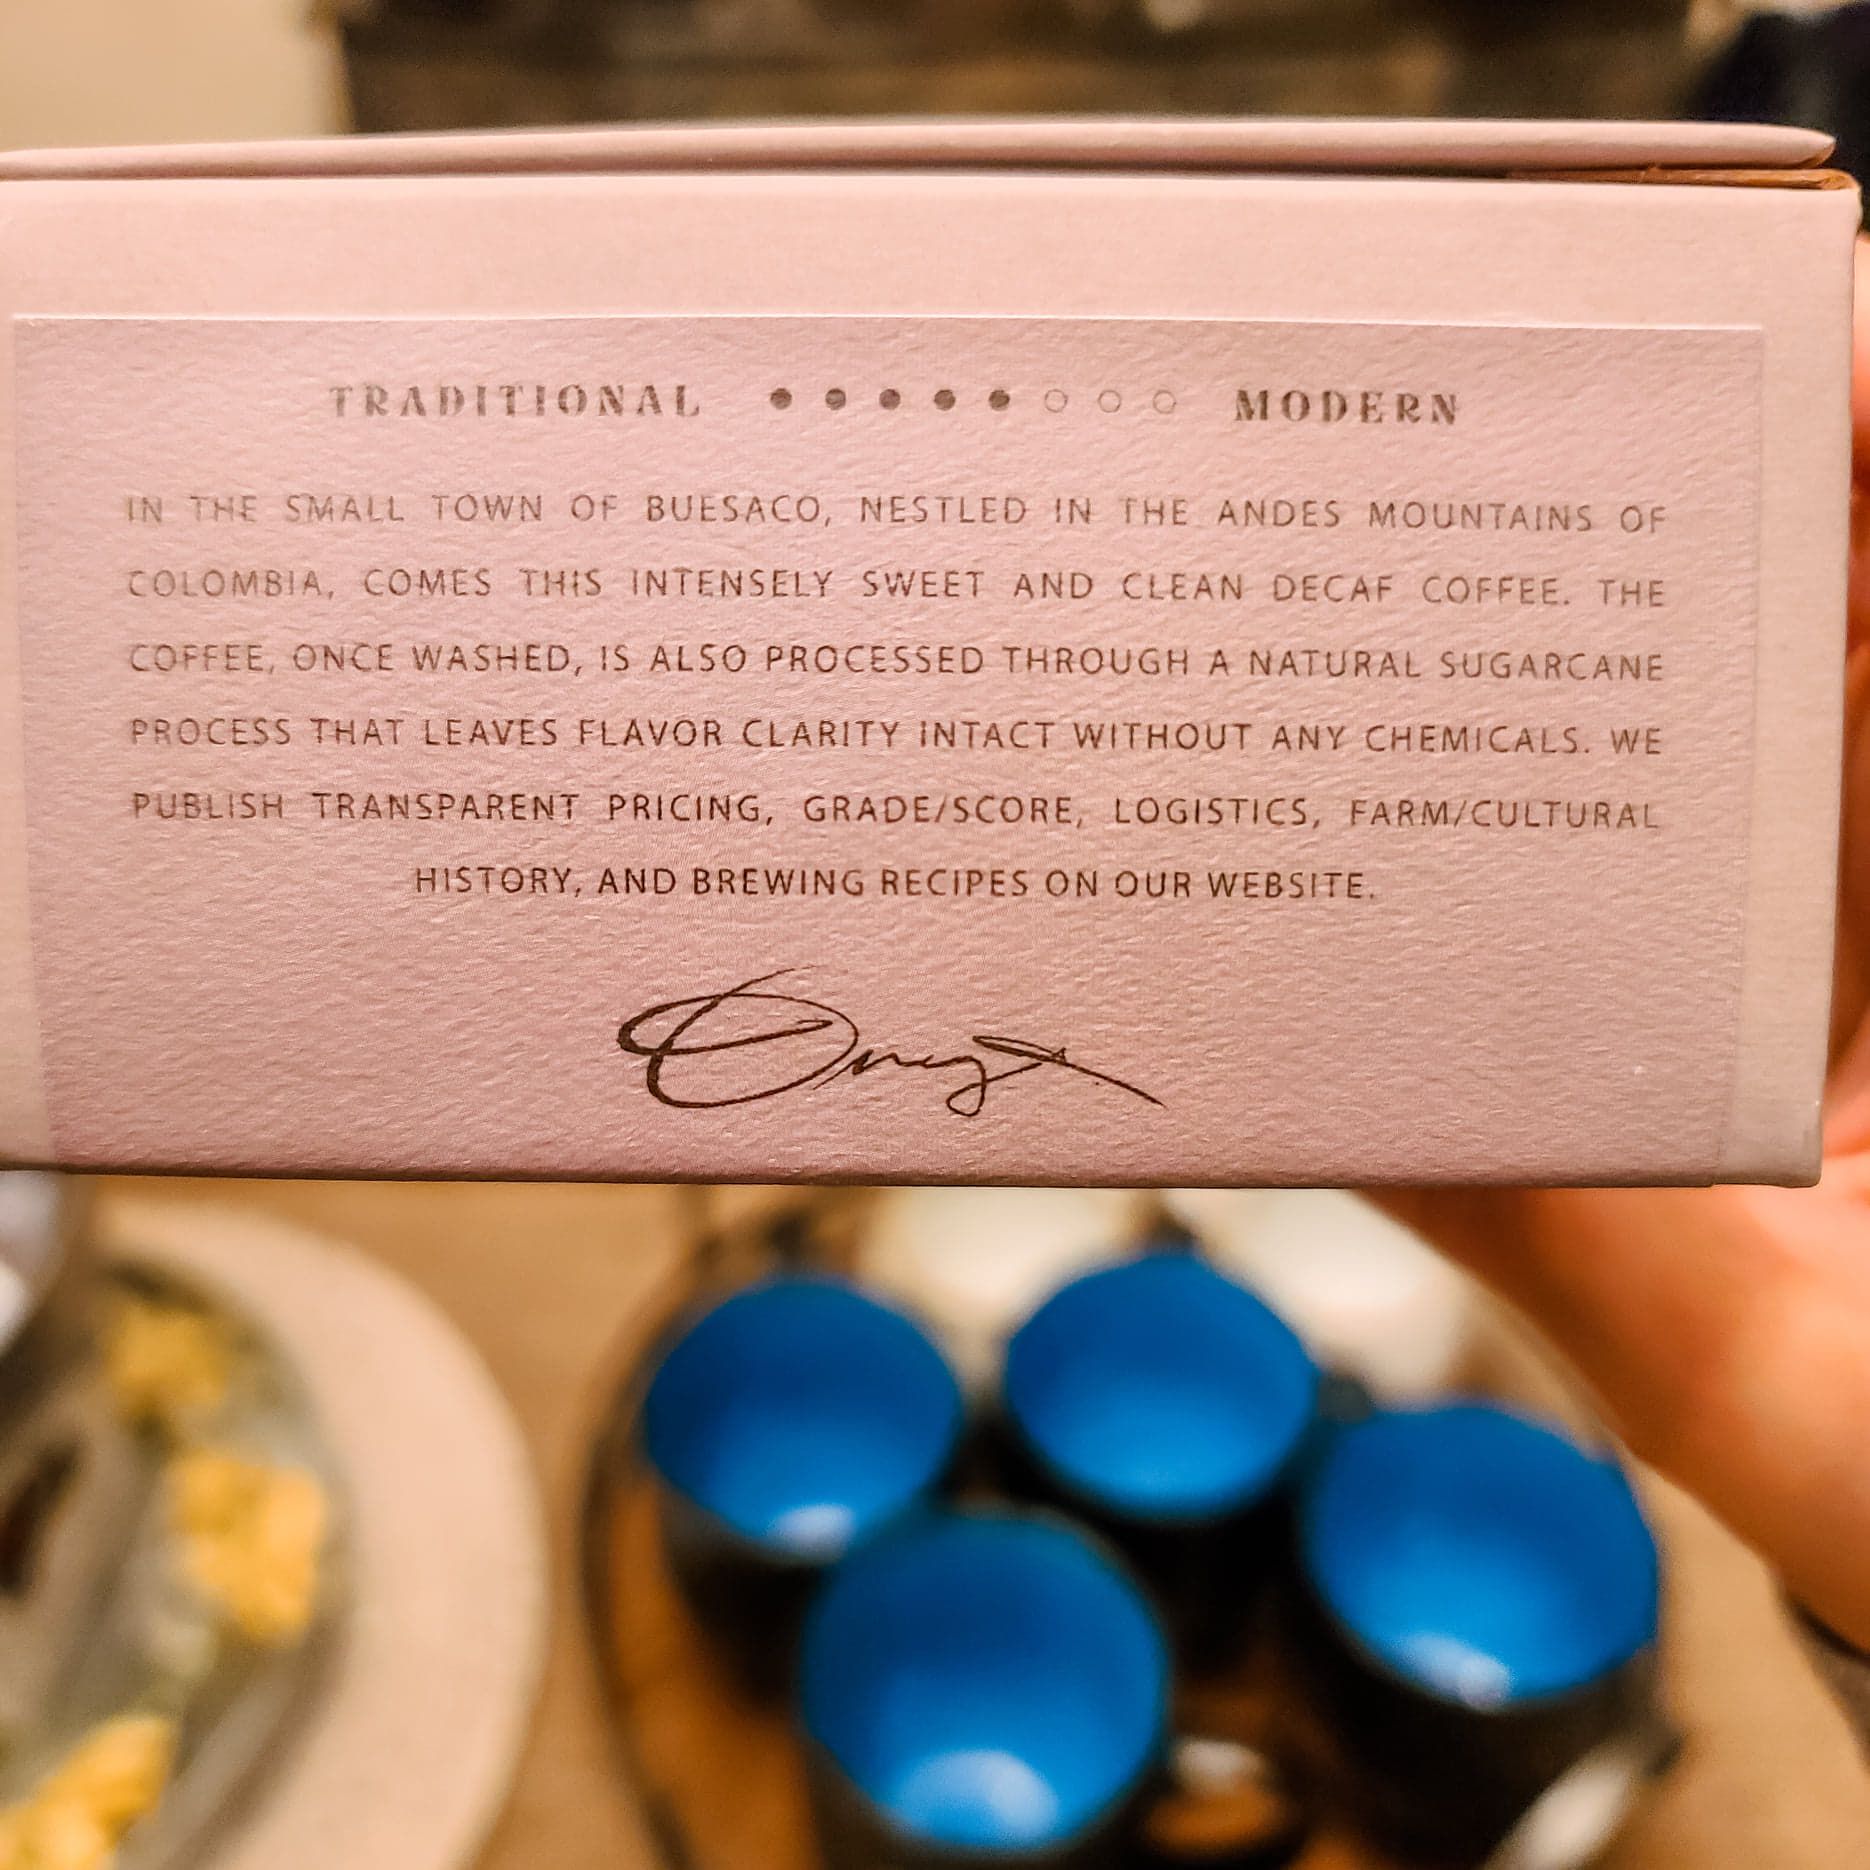 TRADITIONAL ●●●●●○○○ MODERN
IN THE SMALL TOWN OF BUESACO, NESTLED IN THE ANDES MOUNTAINS OF
COLOMBIA, COMES THIS INTENSELY SWEET AND CLEAN DECAF COFFEE. THE
COFFEE, ONCE WASHED, IS ALSO PROCESSED THROUGH A NATURAL SUGARCANE
PROCESS THAT LEAVES FLAVOR CLARITY INTACT WITHOUT ANY CHEMICALS. WE
PUBLISH TRANSPARENT PRICING, GRADE/SCORE, LOGISTICS, FARM/CULTURAL
HISTORY, AND BREWING RECIPES ON OUR WEBSITE.
Onyx